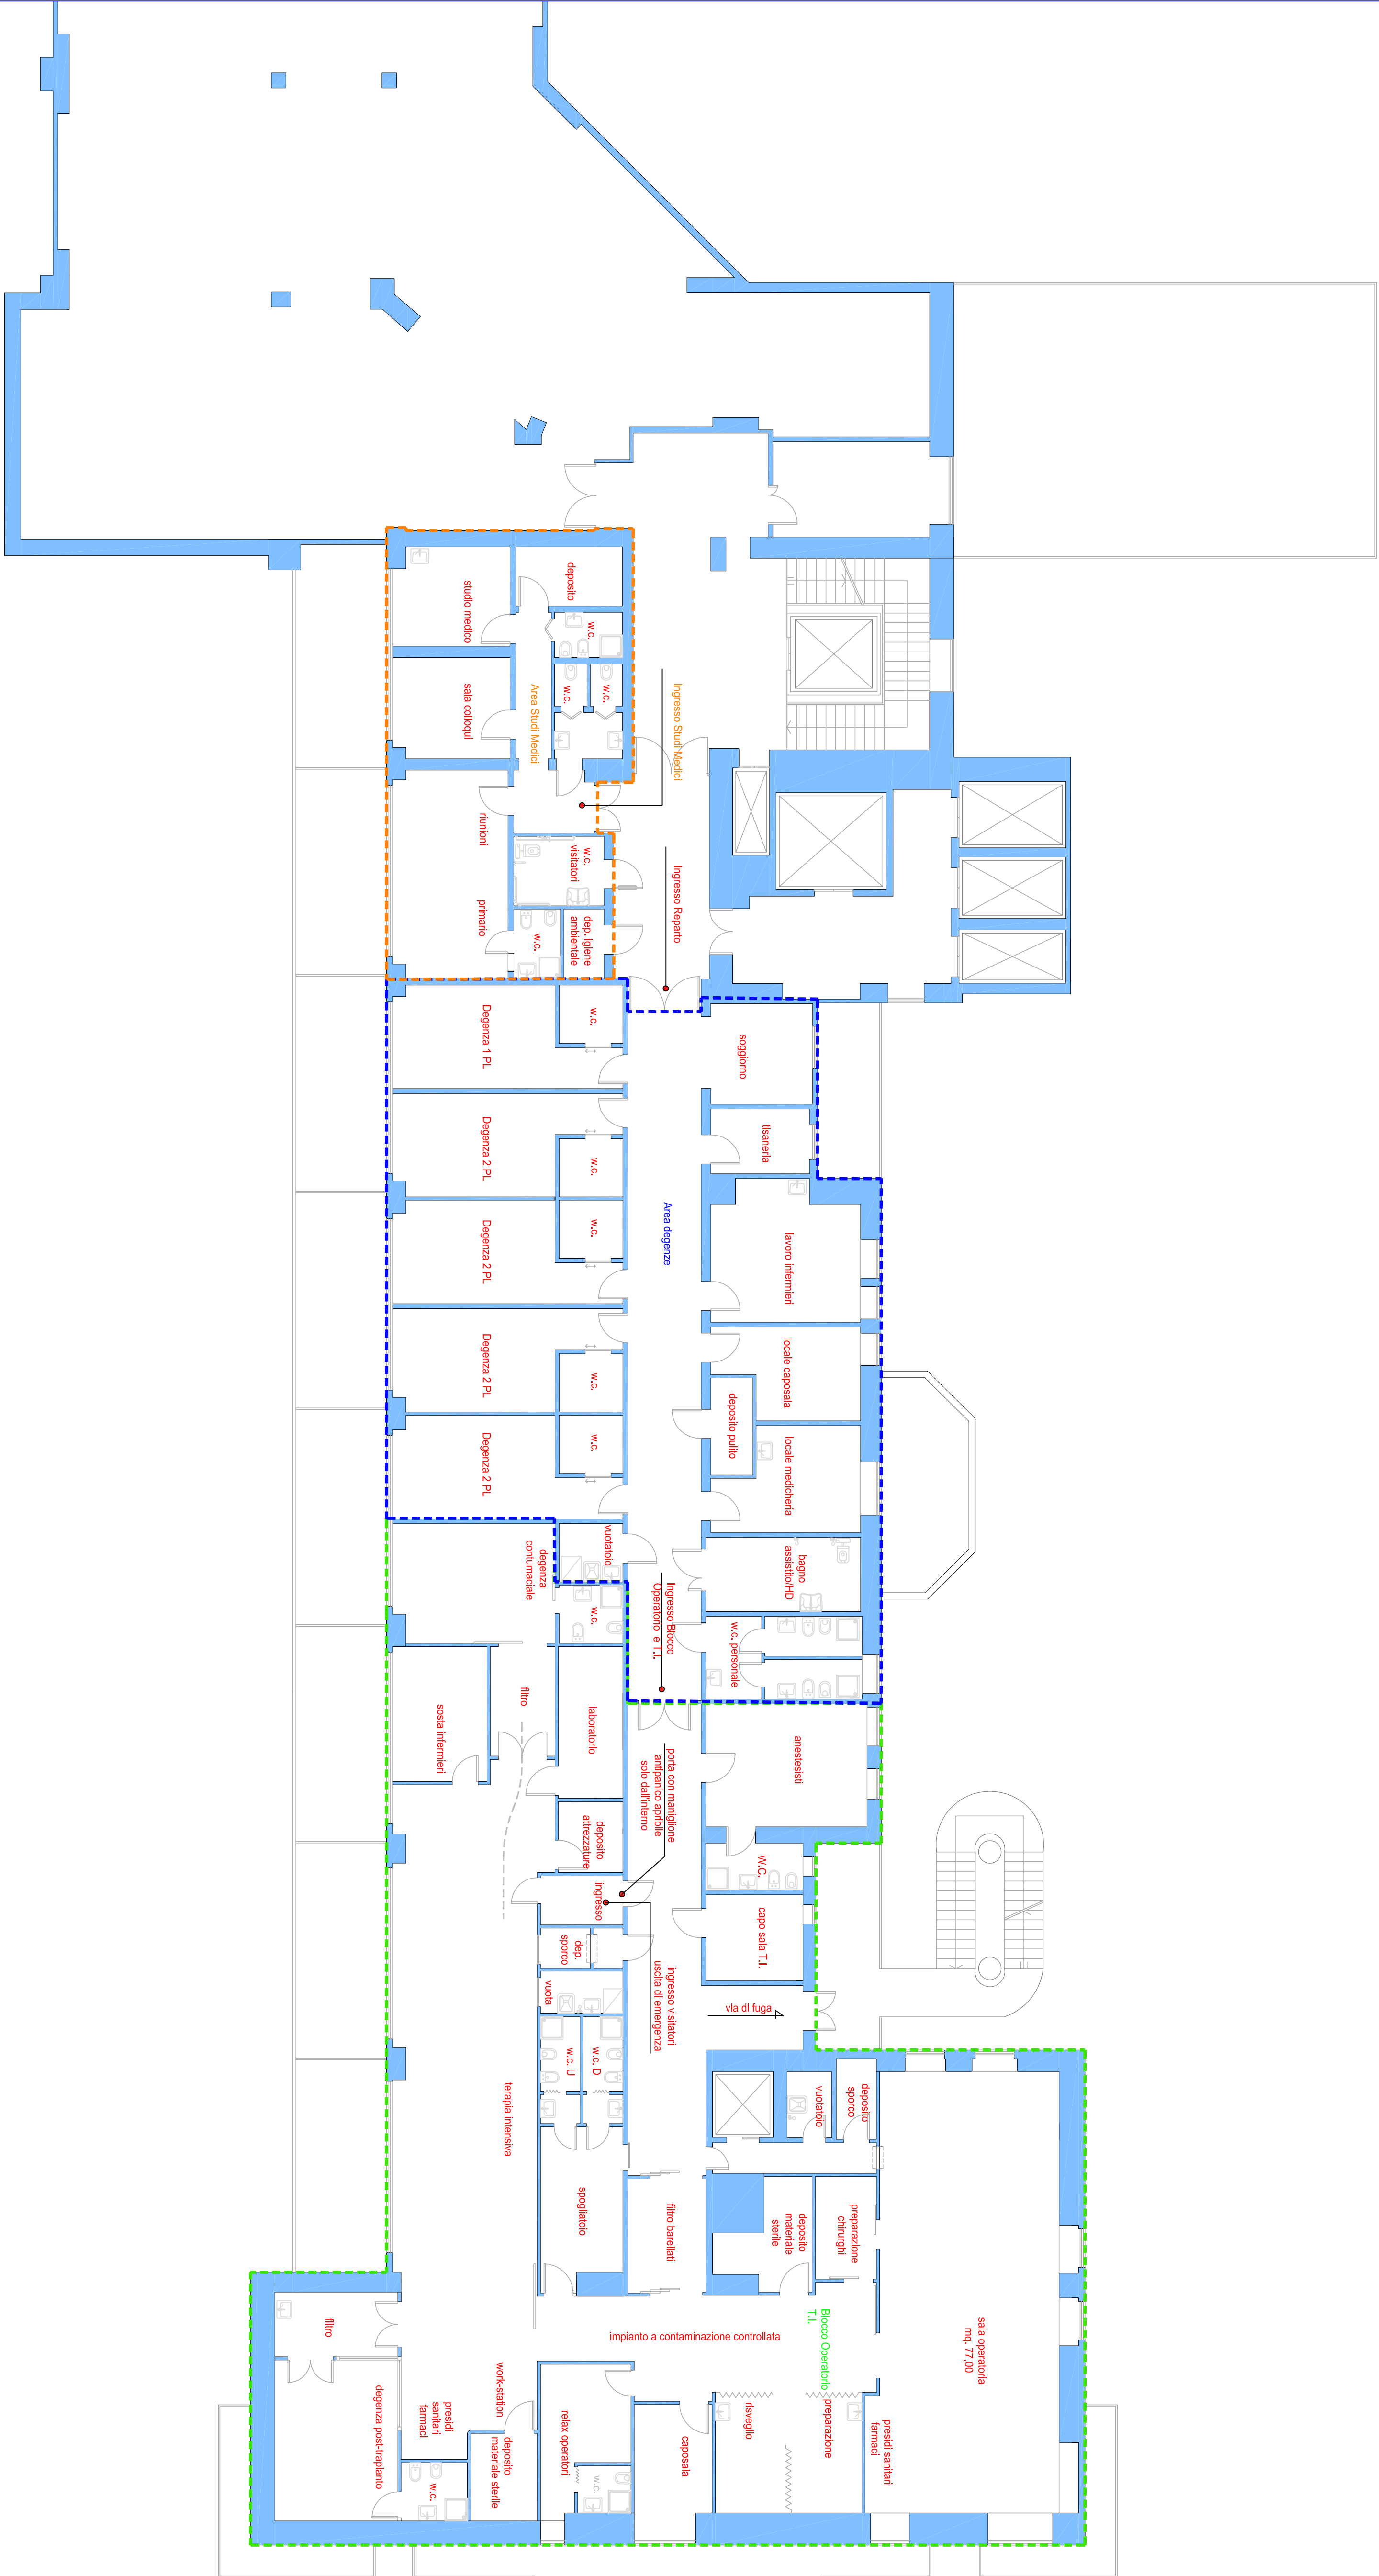 deposito
studio medico
w.c.
w.c.
w.c.
sala colloqui
Area Studi Medici
Ingresso Studi Medici
riunioni
primario
w.c.
visitatori
w.c.
dep. igiene
ambientale
Ingresso Reparto
Degenza 1 PL
w.c.
soggiorno
Degenza 2 PL
w.c.
tisaneria
Degenza 2 PL
w.c.
Area degenze
lavoro infermieri
Degenza 2 PL
w.c.
locale caposala
deposito pulito
Degenza 2 PL
w.c.
locale medicheria
degenza
contumaciale
vuotatoio
w.c.
bagno
assistito/HD
Ingresso Blocco
Operatorio e T.I.
w.c. personale
sosta infermieri
filtro
laboratorio
anestesisti
porta con maniglione
antipanico apribile
solo dall'interno
deposito
attrezzature
ingresso
W.C.
capo sala T.I.
dep.
sporco
vuota
ingresso visitatori
uscita di emergenza
via di fuga
w.c. U
w.c. D
terapia intensiva
vuotatoio
deposito
sporco
spogliatoio
filtro barellati
deposito
materiale
sterile
preparazione
chirurghi
sala operatoria
mq. 77,00
Blocco Operatorio
T.I.
impianto a contaminazione controllata
filtro
degenza post-trapianto
presidi
sanitari
farmaci
work-station
w.c.
deposito
materiale sterile
relax operatori
w.c.
caposala
risveglio
preparazione
presidi sanitari
farmaci